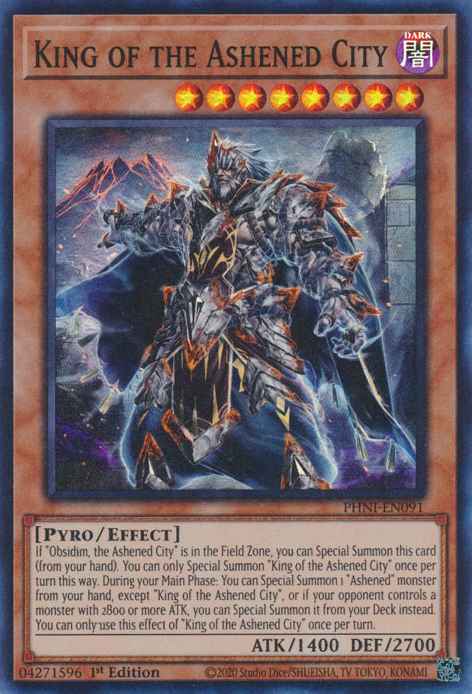 KING OF THE ASHENED CITY
DARK
闇
PHNI-EN091
[PYRO/EFFECT]
If "Obsidim, the Ashened City" is in the Field Zone, you can Special Summon this card
(from your hand). You can only Special Summon "King of the Ashened City" once per
turn this way. During your Main Phase: You can Special Summon 1 "Ashened" monster
from your hand, except "King of the Ashened City", or if your opponent controls a
monster with 2800 or more ATK, you can Special Summon it from your Deck instead.
You can only use this effect of "King of the Ashened City" once per turn.
ATK/1400 DEF/2700
04271596 1st Edition ©2020 Studio Dice/SHUEISHA, TV TOKYO, KONAMI